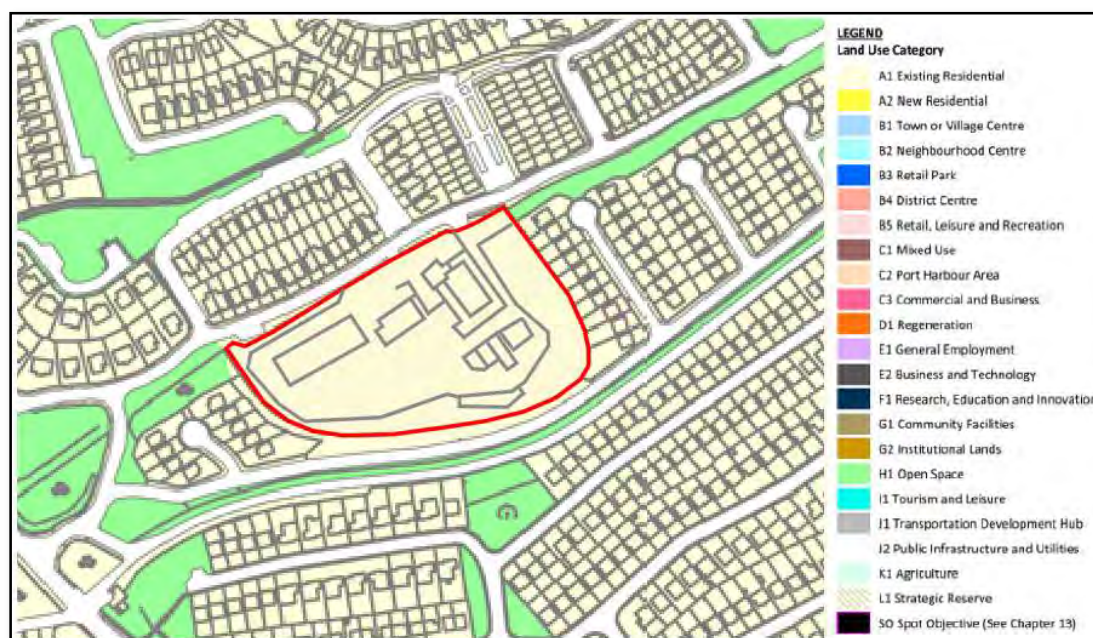 LEGEND
Land Use Category
A1 Existing Residential
A2 New Residential
B1 Town or Village Centre
B2 Neighbourhood Centre
B3 Retail Park
B4 District Centre
B5 Retail, Leisure and Recreation
C1 Mixed Use
C2 Port Harbour Area
C3 Commercial and Business
D1 Regeneration
E1 General Employment
E2 Business and Technology
F1 Research, Education and Innovation
G1 Community Facilities
G2 Institutional Lands
H1 Open Space
I1 Tourism and Leisure
J1 Transportation Development Hub
J2 Public Infrastructure and Utilities
K1 Agriculture
L1 Strategic Reserve
SO Spot Objective (See Chapter 13)